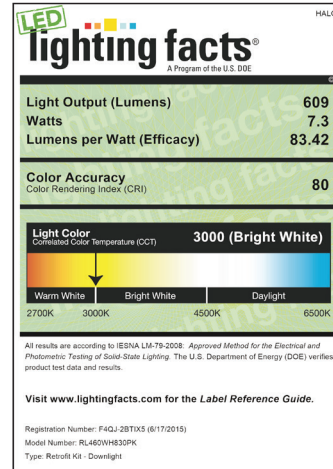 LED
HALO
lighting facts®
A Program of the U.S. DOE
Light Output (Lumens) 609
Watts 7.3
Lumens per Watt (Efficacy) 83.42
Color Accuracy
Color Rendering Index (CRI) 80
Light Color
Correlated Color Temperature (CCT) 3000 (Bright White)
Warm White Bright White Daylight
2700K 3000K 4500K 6500K
All results are according to IESNA LM-79-2008: Approved Method for the Electrical and
Photometric Testing of Solid-State Lighting. The U.S. Department of Energy (DOE) verifies
product test data and results.
Visit www.lightingfacts.com for the Label Reference Guide.
Registration Number: F4QJ-2BTIX5 (6/17/2015)
Model Number: RL460WH830PK
Type: Retrofit Kit - Downlight